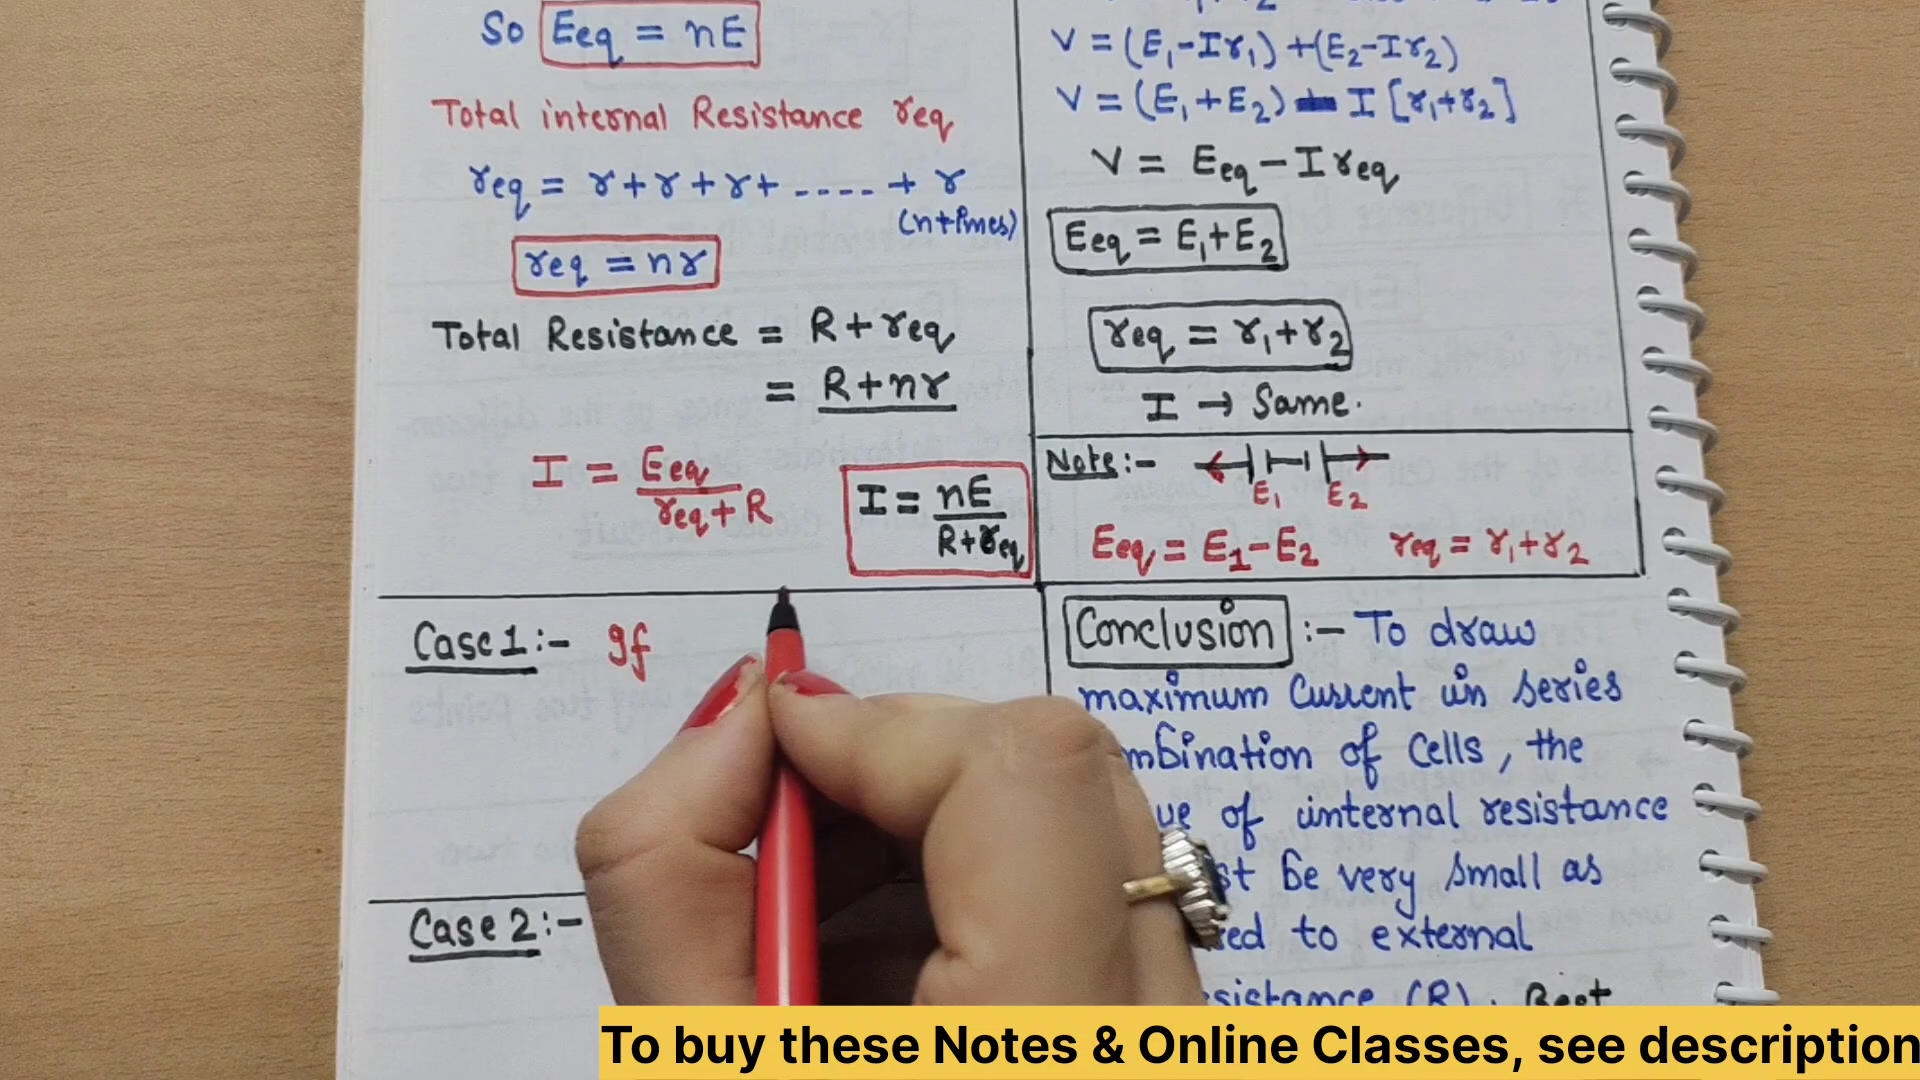 So Eeq = nE
Total internal Resistance req
req = r + r + r + .... + r
(n times)
req = nr
Total Resistance = R + req
= R + nr
I = Eeq / req + R
I = nE / R + req
Case 1:- If
Case 2:-
V = (E₁-Ir₁) + (E₂-Ir₂)
V = (E₁+E₂) - I [r₁+r₂]
V = Eeq - I req
Eeq = E₁+E₂
req = r₁+r₂
I → Same.
Note:-
E₁ E₂
Eeq = E₁-E₂ req = r₁+r₂
Conclusion :- To draw
maximum Current in series
of Cells, the
of internal resistance
be very small as
to external
(R). Best
To buy these Notes & Online Classes, see description